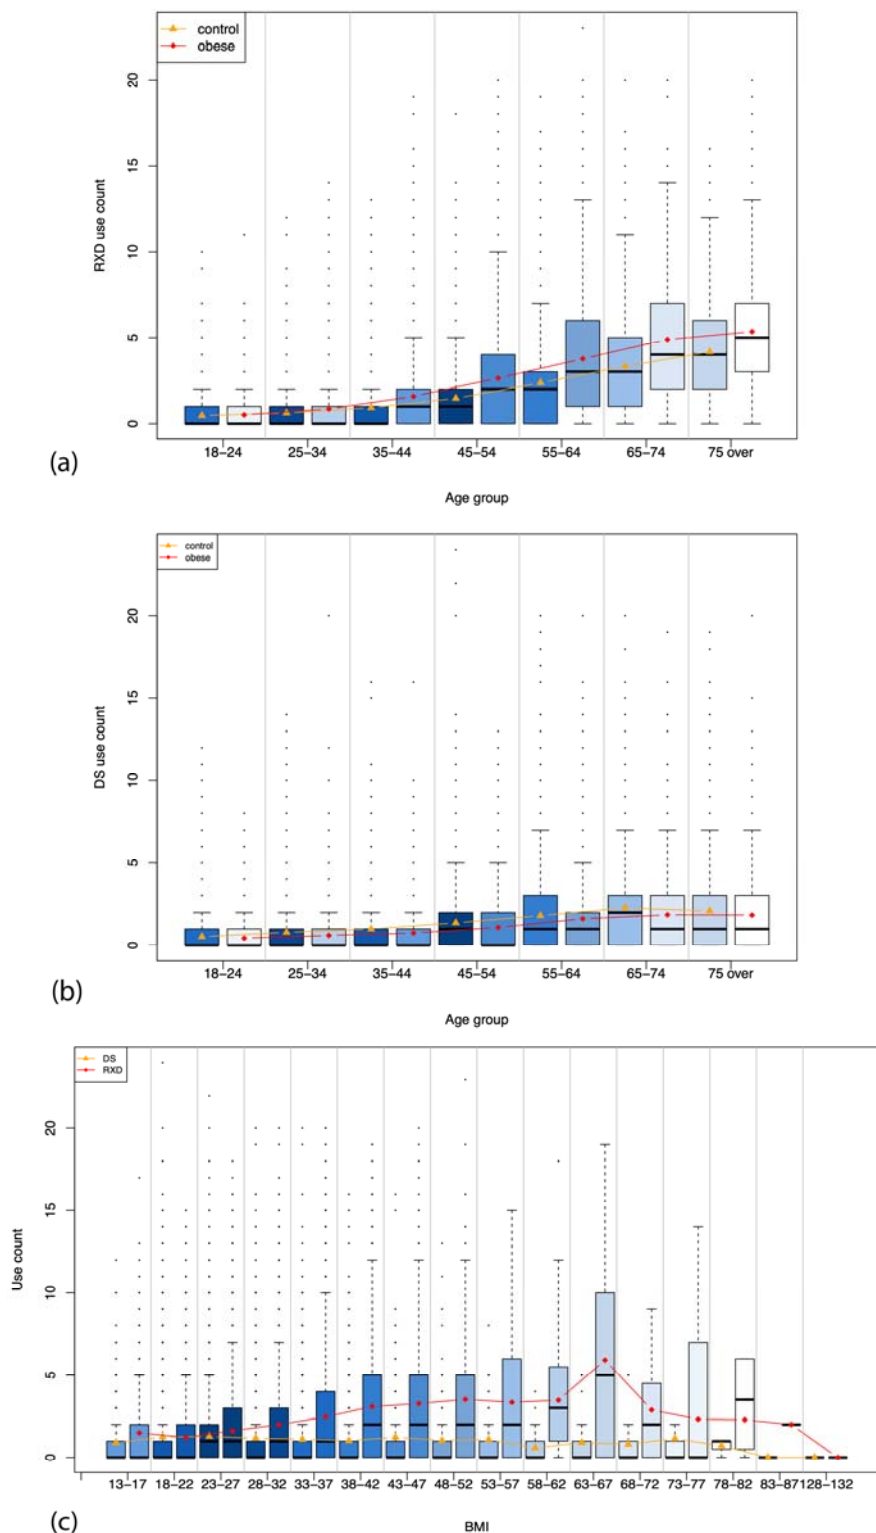 control
obese
20
15
10
5
0
RXD use count
18–24 25–34 35–44 45–54 55–64 65–74 75 over
(a)
Age group
control
obese
20
15
10
5
0
DS use count
18–24 25–34 35–44 45–54 55–64 65–74 75 over
(b)
Age group
DS
RXD
20
15
10
5
0
Use count
13–17 18–22 23–27 28–32 33–37 38–42 43–47 48–52 53–57 58–62 63–67 68–72 73–77 78–82 83–87 128–132
(c)
BMI